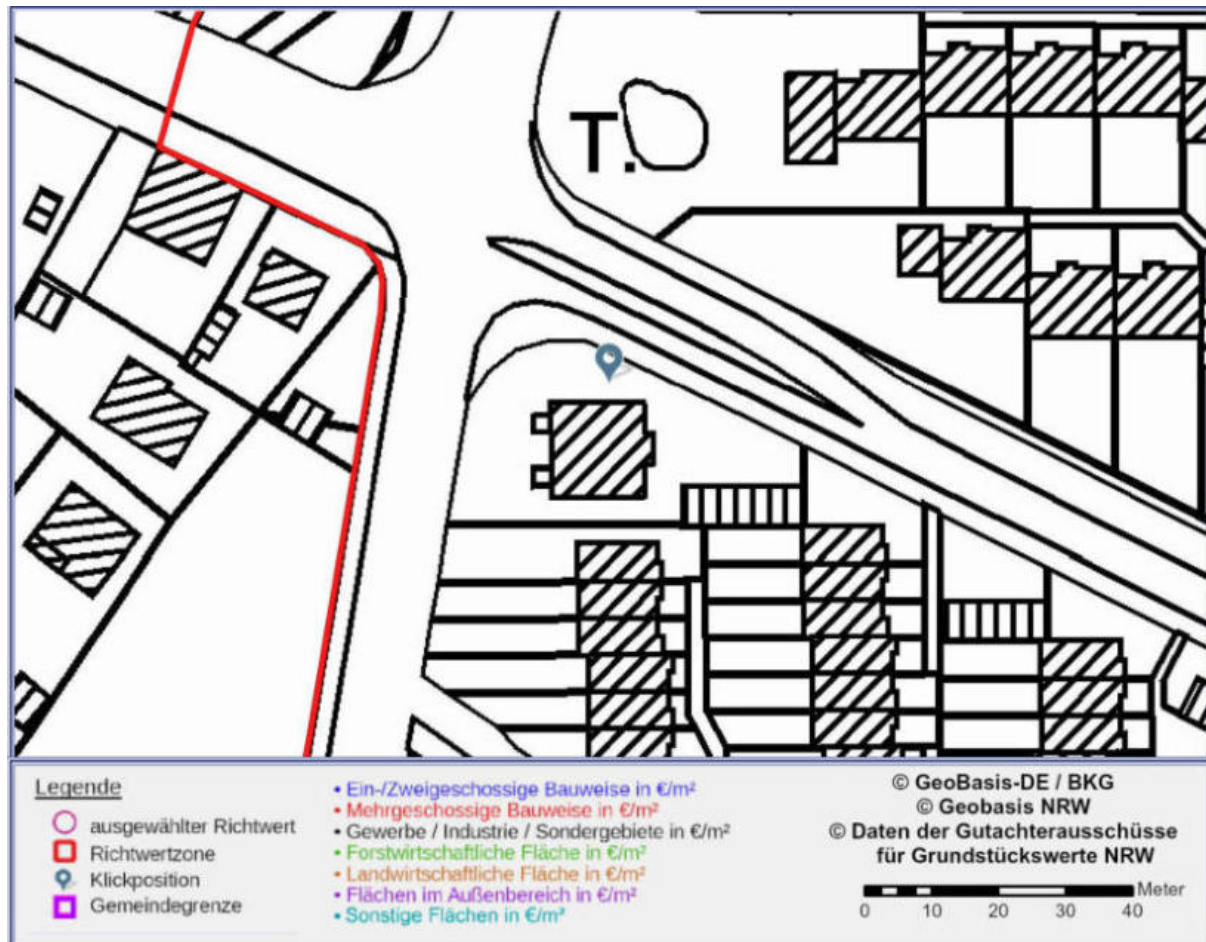 T.
Legende
ausgewählter Richtwert
Richtwertzone
Klickposition
Gemeindegrenze
• Ein-/Zweigeschossige Bauweise in €/m²
• Mehrgeschossige Bauweise in €/m²
• Gewerbe / Industrie / Sondergebiete in €/m²
• Forstwirtschaftliche Fläche in €/m²
• Landwirtschaftliche Fläche in €/m²
• Flächen im Außenbereich in €/m²
• Sonstige Flächen in €/m²
© GeoBasis-DE / BKG
© Geobasis NRW
© Daten der Gutachterausschüsse
für Grundstückswerte NRW
Meter
0 10 20 30 40